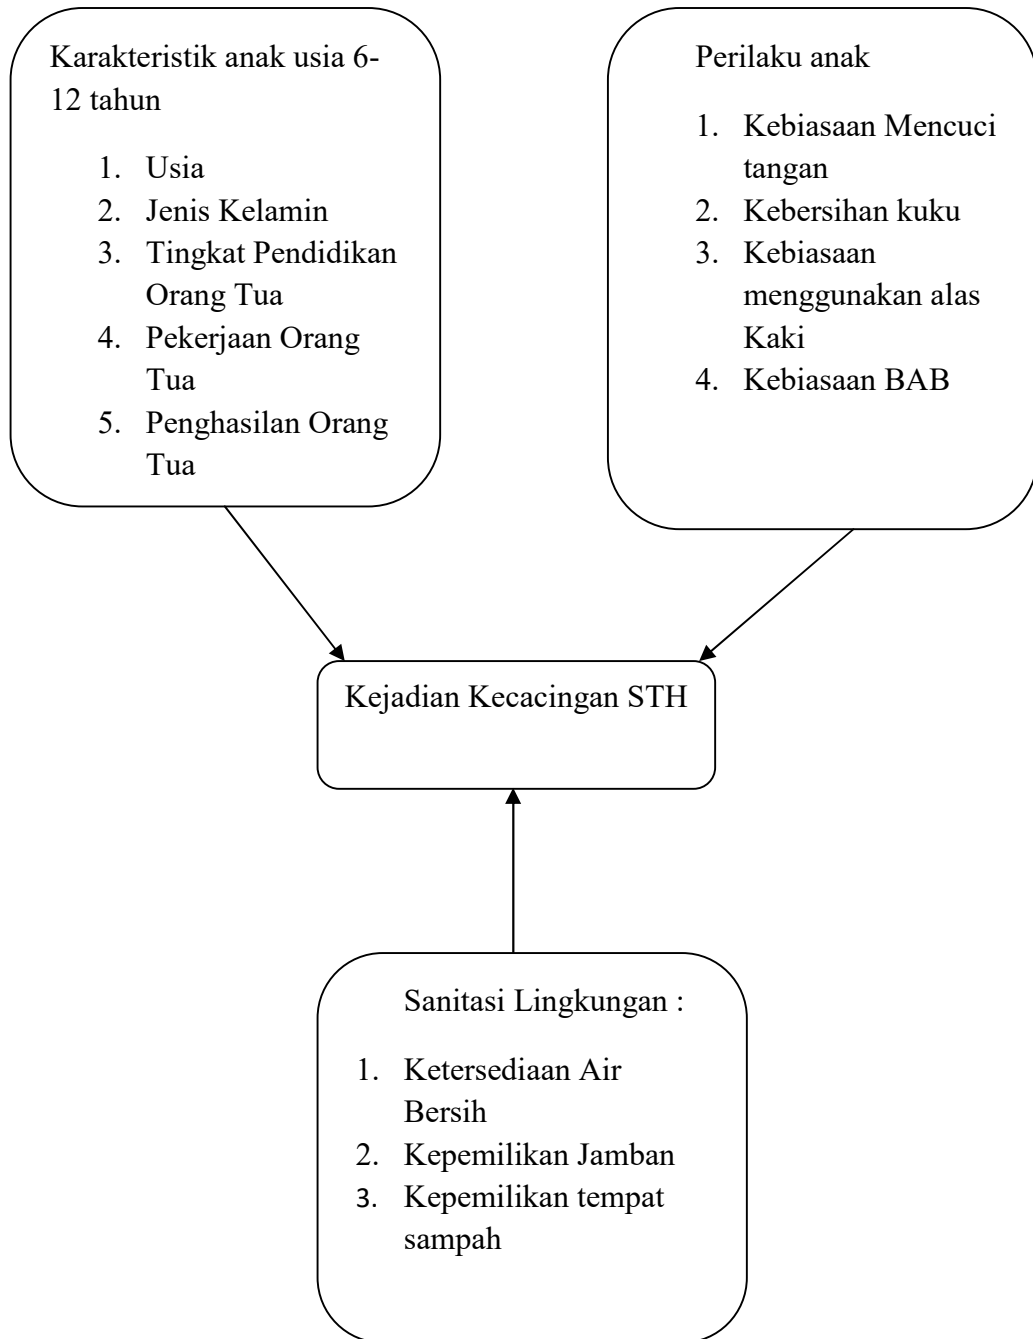 Karakteristik anak usia 6-
12 tahun
1. Usia
2. Jenis Kelamin
3. Tingkat Pendidikan
Orang Tua
4. Pekerjaan Orang
Tua
5. Penghasilan Orang
Tua
Perilaku anak
1. Kebiasaan Mencuci
tangan
2. Kebersihan kuku
3. Kebiasaan
menggunakan alas
Kaki
4. Kebiasaan BAB
Kejadian Kecacingan STH
Sanitasi Lingkungan :
1. Ketersediaan Air
Bersih
2. Kepemilikan Jamban
3. Kepemilikan tempat
sampah